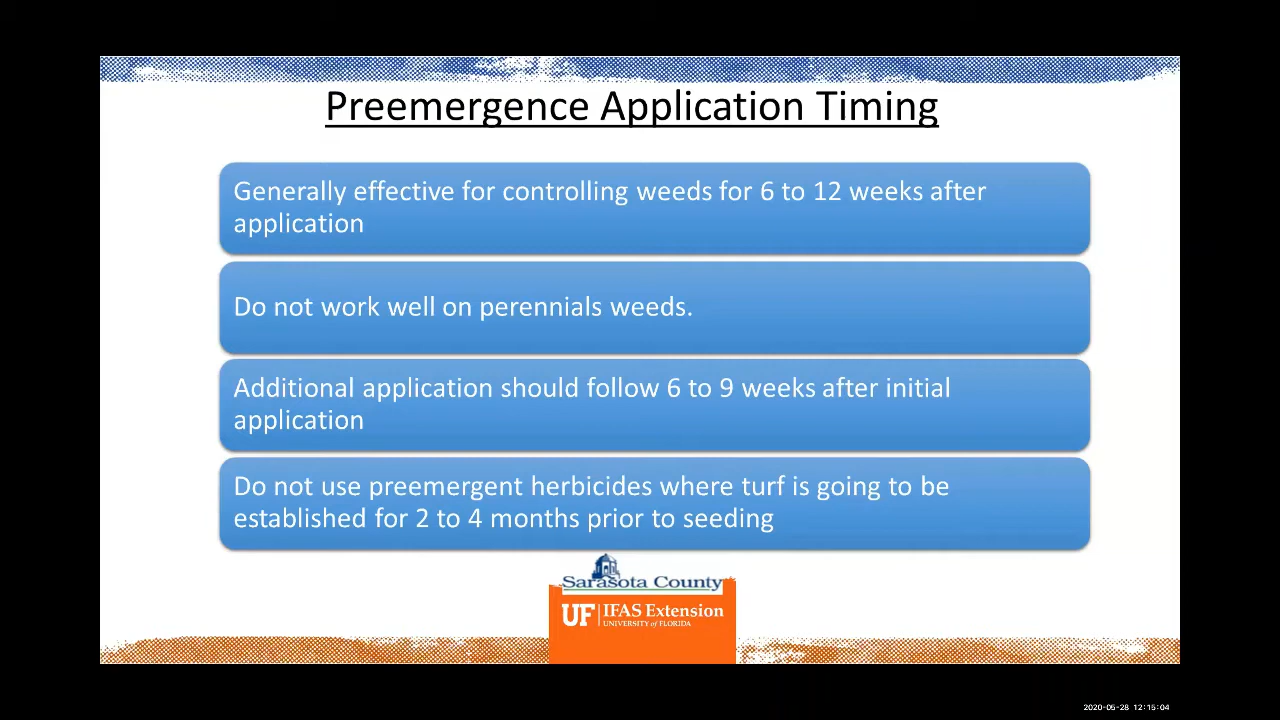 Preemergence Application Timing
Generally effective for controlling weeds for 6 to 12 weeks after
application
Do not work well on perennials weeds.
Additional application should follow 6 to 9 weeks after initial
application
Do not use preemergent herbicides where turf is going to be
established for 2 to 4 months prior to seeding
Sarasota County
UF IFAS Extension
UNIVERSITY of FLORIDA
2020-05-28 12:15:04